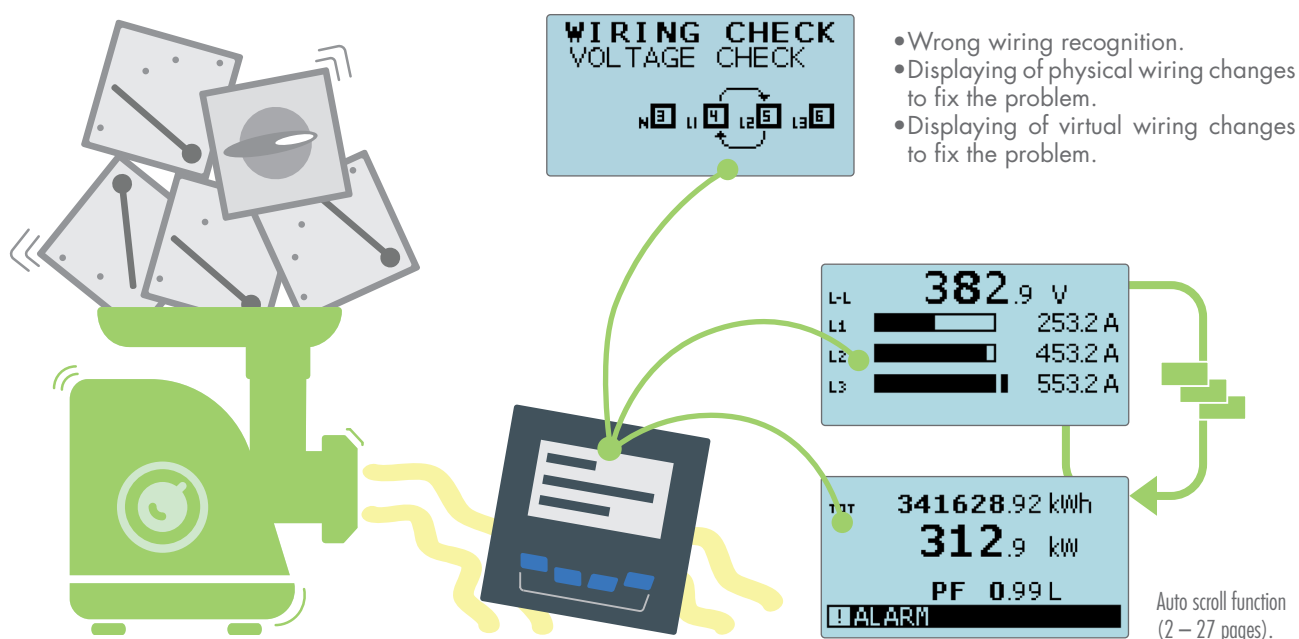 WIRING CHECK
VOLTAGE CHECK
N 3 L1 4 L2 5 L3 6
•Wrong wiring recognition.
•Displaying of physical wiring changes
to fix the problem.
•Displaying of virtual wiring changes
to fix the problem.
L-L 382.9 V
L1 253.2 A
L2 453.2 A
L3 553.2 A
TOT 341628.92 kWh
312.9 kW
PF 0.99 L
! ALARM
Auto scroll function
(2 – 27 pages).